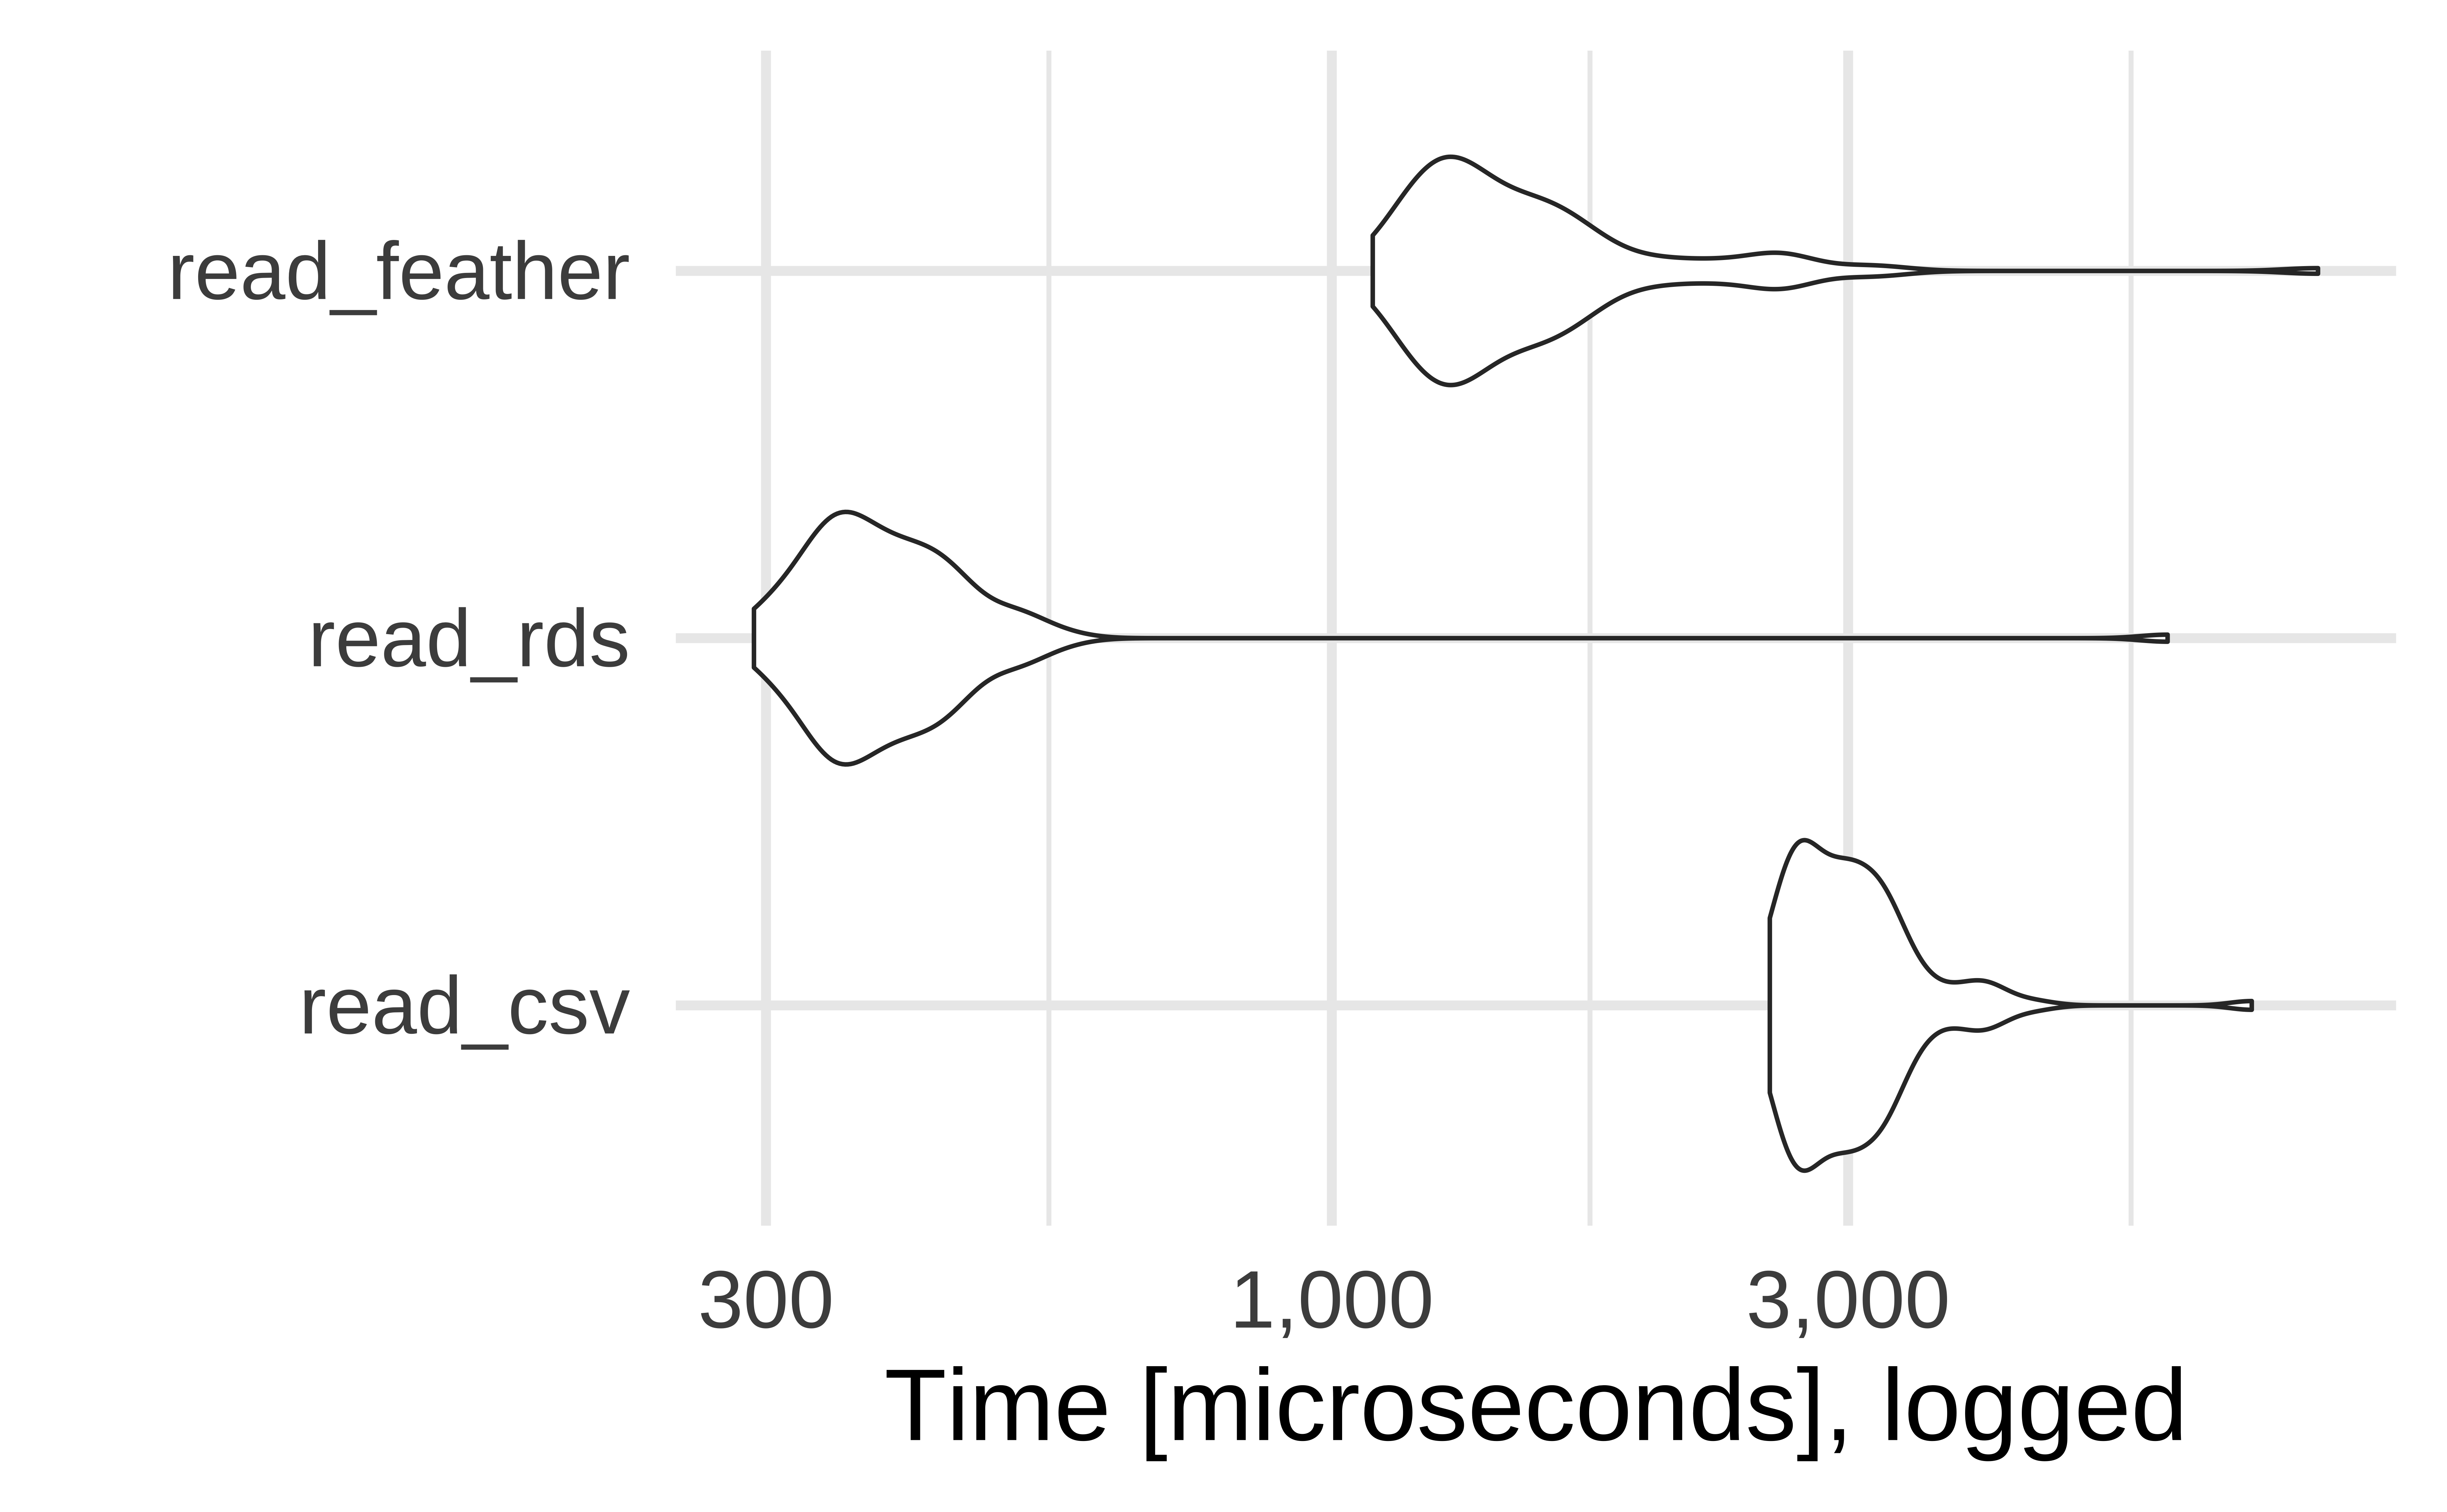 read_feather
read_rds
read_csv
300 1,000 3,000
Time [microseconds], logged